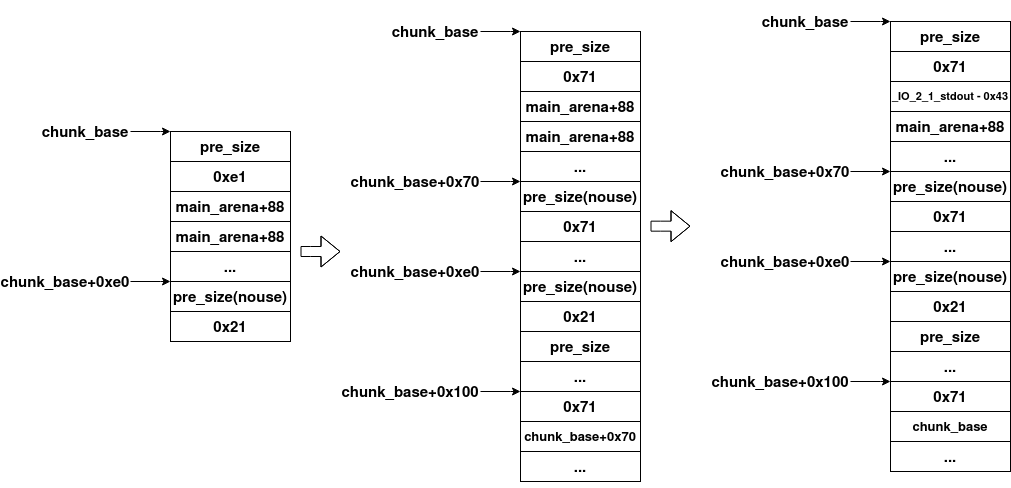 chunk_base
pre_size
0xe1
main_arena+88
main_arena+88
...
chunk_base+0xe0
pre_size(nouse)
0x21
chunk_base
pre_size
0x71
main_arena+88
main_arena+88
...
chunk_base+0x70
pre_size(nouse)
0x71
...
chunk_base+0xe0
pre_size(nouse)
0x21
pre_size
...
chunk_base+0x100
0x71
chunk_base+0x70
...
chunk_base
pre_size
0x71
_IO_2_1_stdout - 0x43
main_arena+88
...
chunk_base+0x70
pre_size(nouse)
0x71
...
chunk_base+0xe0
pre_size(nouse)
0x21
pre_size
...
chunk_base+0x100
0x71
chunk_base
...